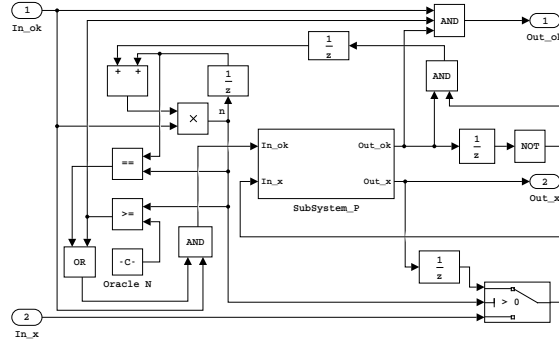 1
In_ok
AND
1
Out_ok
1
z
+ +
1
z
AND
n
×
In_ok
Out_ok
1
z
NOT
==
In_x
Out_x
2
Out_x
SubSystem_P
>=
AND
OR
-C-
Oracle N
1
z
> 0
2
In_x